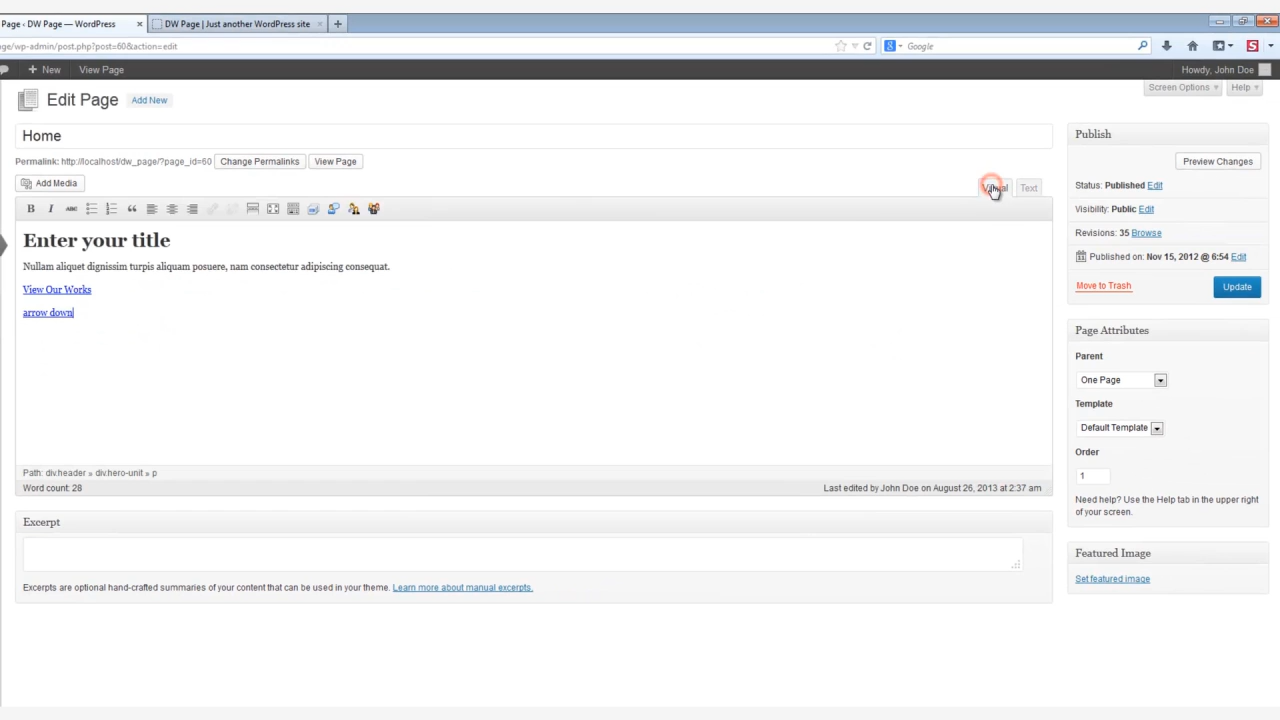 Page ‹ DW Page — WordPress × DW Page | Just another WordPress site × +
ge/wp-admin/post.php?post=60&action=edit Google
+ New View Page Howdy, John Doe
Screen Options Help
Edit Page Add New
Home
Permalink: http://localhost/dw_page/?page_id=60 Change Permalinks View Page
Add Media
Visual Text
B I ABC
Enter your title
Nullam aliquet dignissim turpis aliquam posuere, nam consectetur adipiscing consequat.
View Our Works
arrow down
Path: div.header » div.hero-unit » p
Word count: 28 Last edited by John Doe on August 26, 2013 at 2:37 am
Excerpt
Excerpts are optional hand-crafted summaries of your content that can be used in your theme. Learn more about manual excerpts.
Publish
Preview Changes
Status: Published Edit
Visibility: Public Edit
Revisions: 35 Browse
Published on: Nov 15, 2012 @ 6:54 Edit
Move to Trash Update
Page Attributes
Parent
One Page
Template
Default Template
Order
1
Need help? Use the Help tab in the upper right
of your screen.
Featured Image
Set featured image